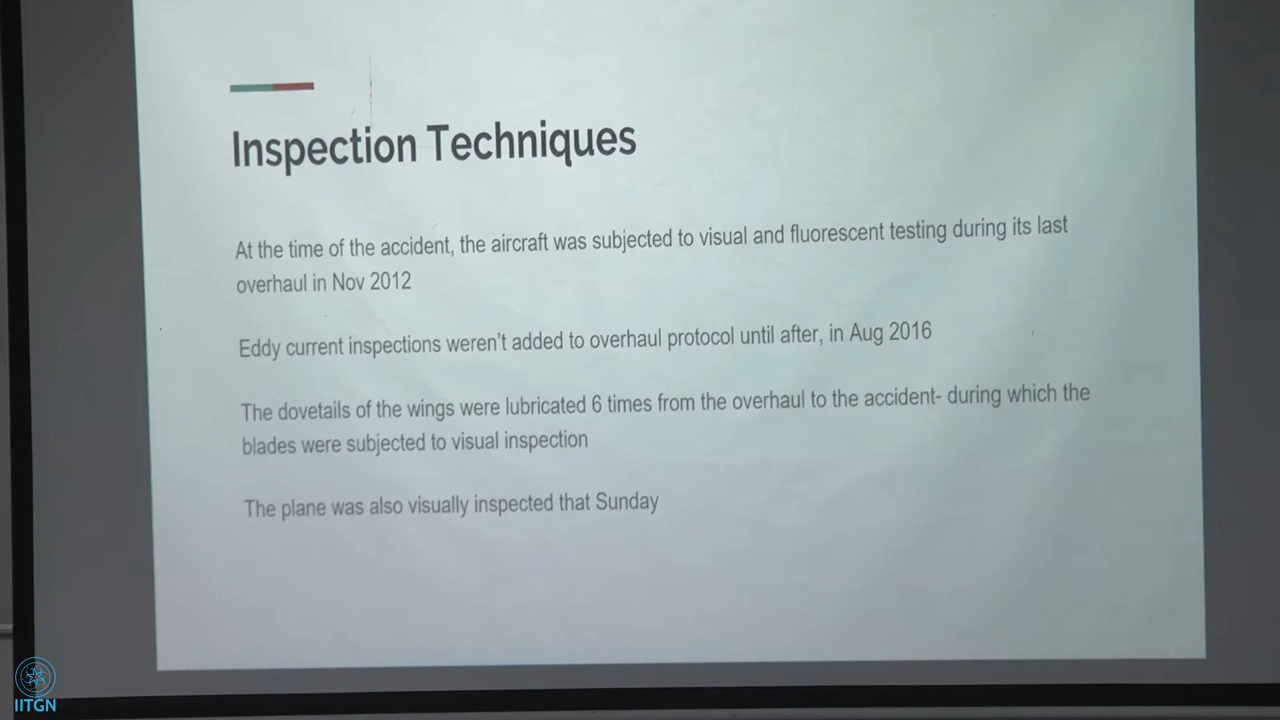 Inspection Techniques
At the time of the accident, the aircraft was subjected to visual and fluorescent testing during its last
overhaul in Nov 2012
Eddy current inspections weren't added to overhaul protocol until after, in Aug 2016
The dovetails of the wings were lubricated 6 times from the overhaul to the accident- during which the
blades were subjected to visual inspection
The plane was also visually inspected that Sunday
IITGN